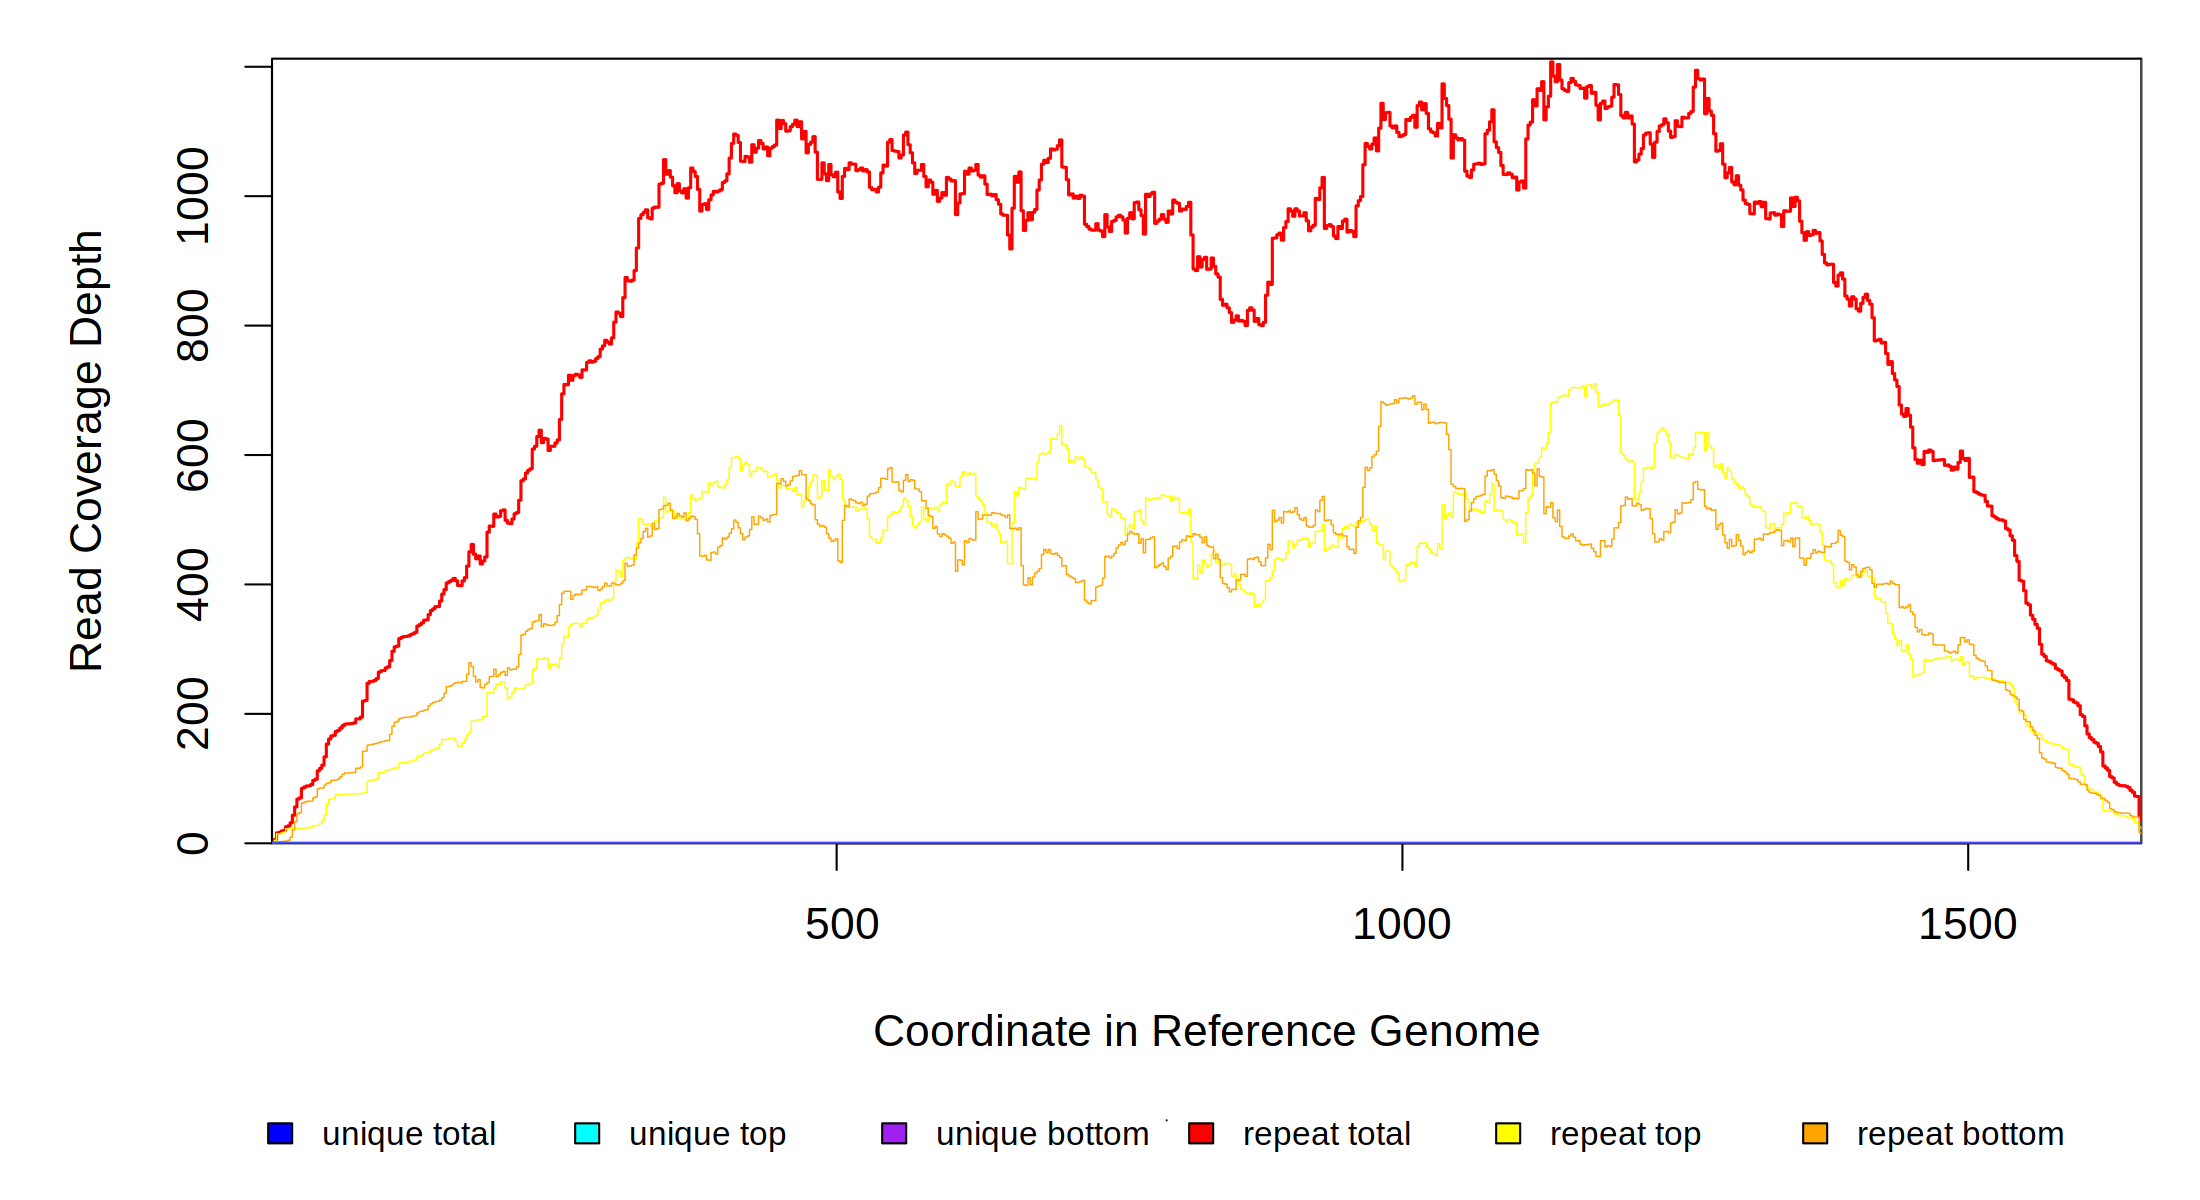 Read Coverage Depth
1000
800
600
400
200
0
500 1000 1500
Coordinate in Reference Genome
unique total unique top unique bottom repeat total repeat top repeat bottom